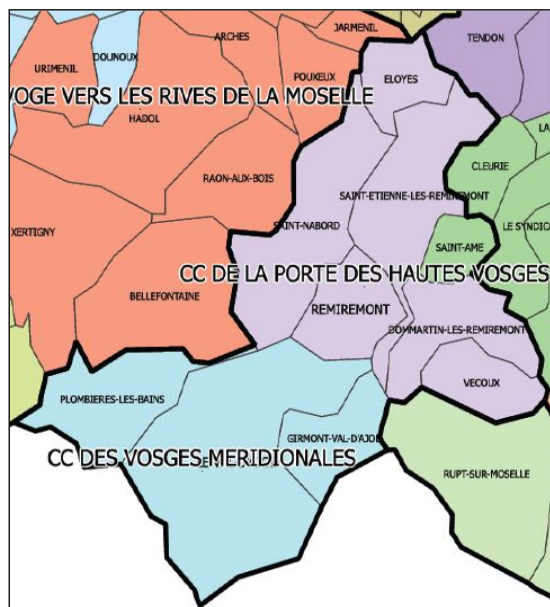 JARMENIL
TENDON
ARCHES
DOUNOUX
URIMENIL
POUXEUX
ELOYES
VOGE VERS LES RIVES DE LA MOSELLE
HADOL
LA
CLEURIE
RAON-AUX-BOIS
SAINT-ETIENNE-LES-REMIREMONT
SAINT-NABORD
LE SYNDICA
XERTIGNY
SAINT-AME
CC DE LA PORTE DES HAUTES VOSGES
BELLEFONTAINE
REMIREMONT
DOMMARTIN-LES-REMIREMONT
VECOUX
PLOMBIERES-LES-BAINS
GIRMONT-VAL-D'AJOL
CC DES VOSGES MERIDIONALES
RUPT-SUR-MOSELLE